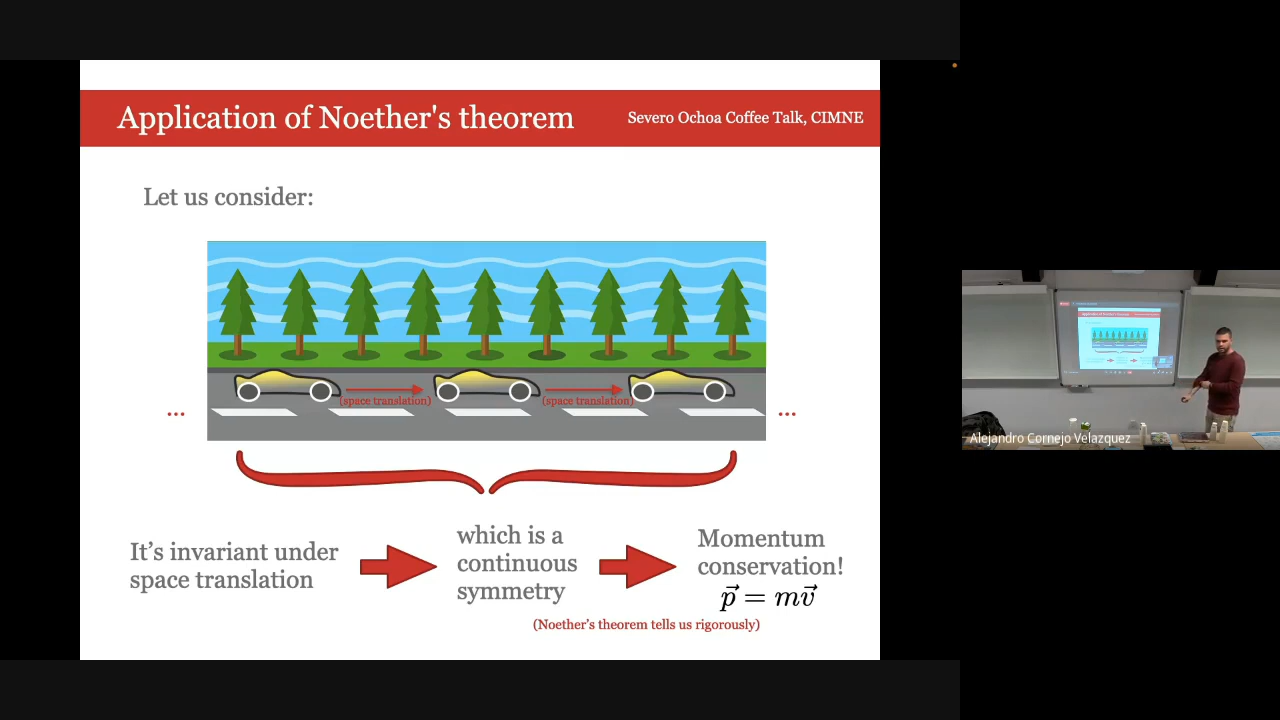 Application of Noether's theorem
Severo Ochoa Coffee Talk, CIMNE
Let us consider:
(space translation)
(space translation)
...
...
It's invariant under
space translation
which is a
continuous
symmetry
Momentum
conservation!
p⃗ = mv⃗
(Noether's theorem tells us rigorously)
Alejandro Cornejo Velazquez